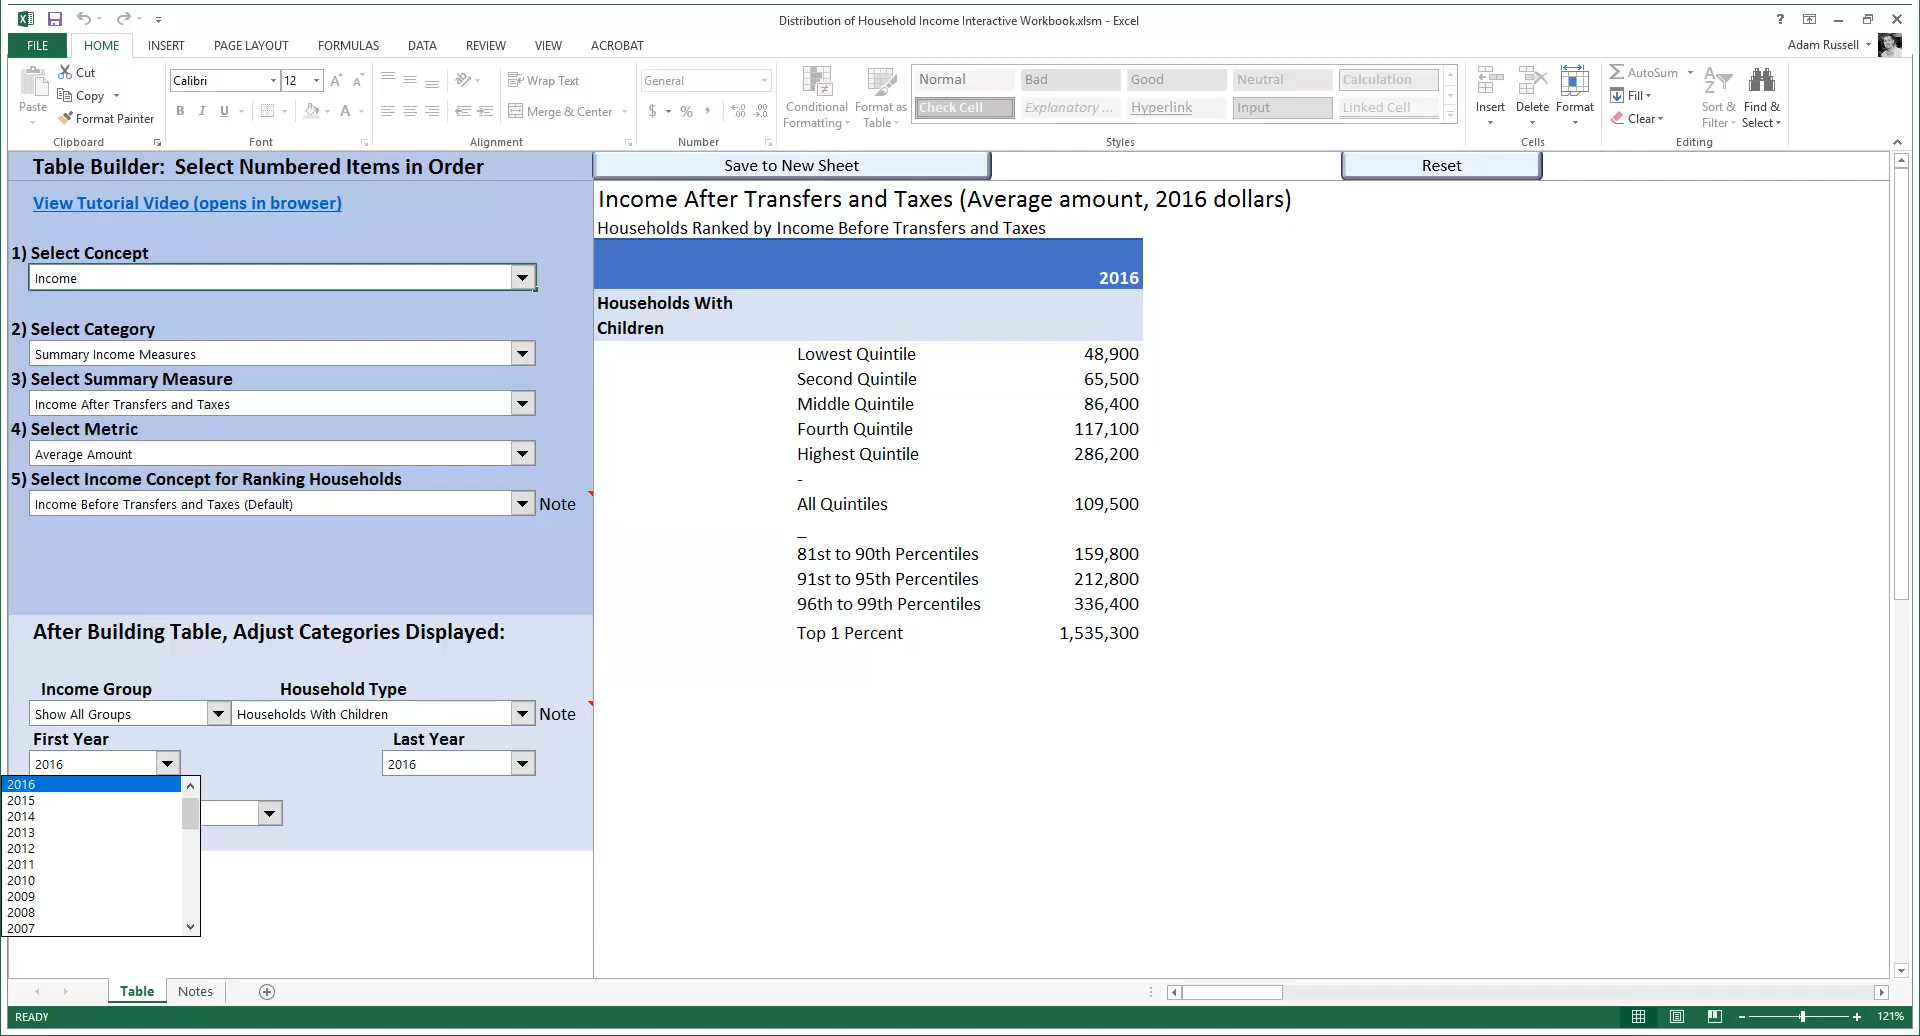 Distribution of Household Income Interactive Workbook.xlsm - Excel
?
FILE HOME INSERT PAGE LAYOUT FORMULAS DATA REVIEW VIEW ACROBAT
Adam Russell
Paste
Cut
Copy
Format Painter
Clipboard
Calibri 12
B I U
Font
Wrap Text
Merge & Center
Alignment
General
$ % ,
Number
Conditional Formatting
Format as Table
Normal Bad Good Neutral Calculation
Check Cell Explanatory ... Hyperlink Input Linked Cell
Styles
Insert Delete Format
Cells
AutoSum
Fill
Clear
Sort & Filter
Find & Select
Editing
Table Builder: Select Numbered Items in Order
View Tutorial Video (opens in browser)
1) Select Concept
Income
2) Select Category
Summary Income Measures
3) Select Summary Measure
Income After Transfers and Taxes
4) Select Metric
Average Amount
5) Select Income Concept for Ranking Households
Income Before Transfers and Taxes (Default)
Note
After Building Table, Adjust Categories Displayed:
Income Group Household Type
Show All Groups Households With Children Note
First Year Last Year
2016 2016
2016
2015
2014
2013
2012
2011
2010
2009
2008
2007
Save to New Sheet Reset
Income After Transfers and Taxes (Average amount, 2016 dollars)
Households Ranked by Income Before Transfers and Taxes
2016
Households With
Children
Lowest Quintile 48,900
Second Quintile 65,500
Middle Quintile 86,400
Fourth Quintile 117,100
Highest Quintile 286,200
-
All Quintiles 109,500
_
81st to 90th Percentiles 159,800
91st to 95th Percentiles 212,800
96th to 99th Percentiles 336,400
Top 1 Percent 1,535,300
Table Notes
READY
121%